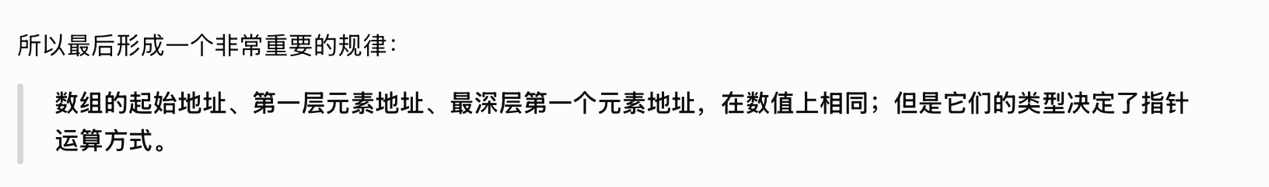 所以最后形成一个非常重要的规律：
数组的起始地址、第一层元素地址、最深层第一个元素地址，在数值上相同；但是它们的类型决定了指针
运算方式。